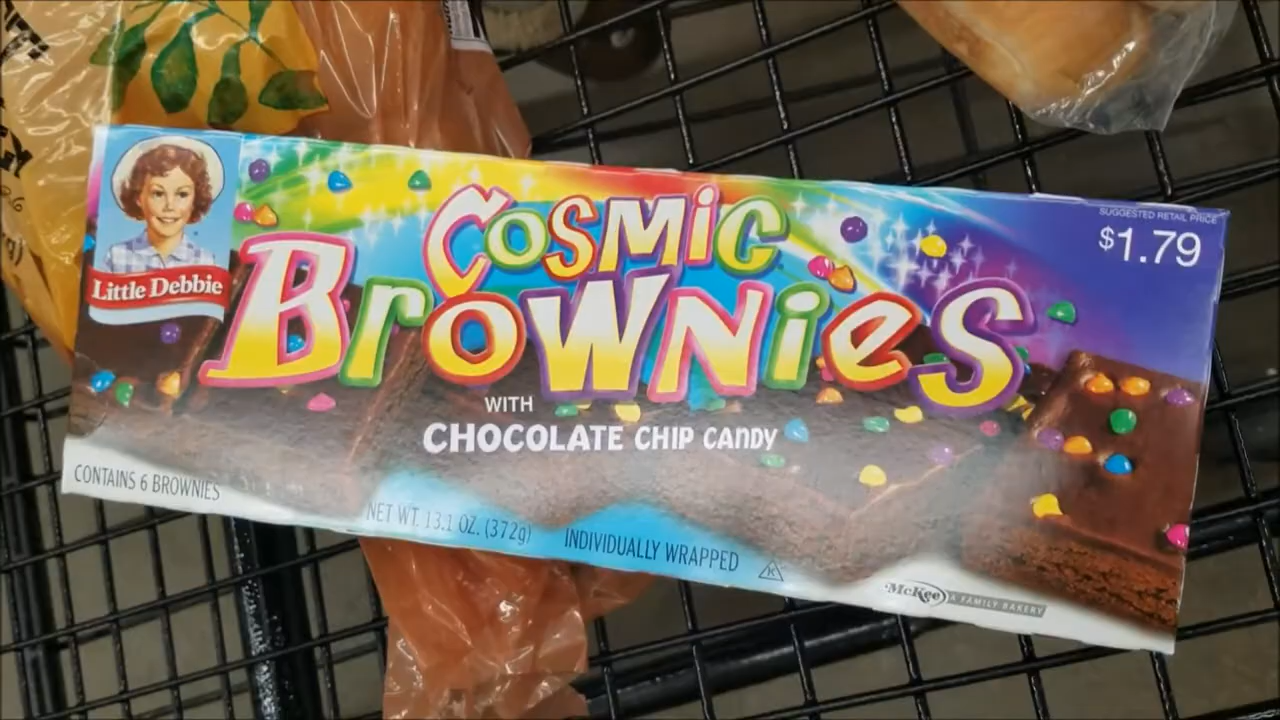 SUGGESTED RETAIL PRICE
$1.79
Little Debbie
COSMIC
BROWNIES
WITH
CHOCOLATE CHIP CANDY
CONTAINS 6 BROWNIES
NET WT. 13.1 OZ. (372g)
INDIVIDUALLY WRAPPED
K
McKee A FAMILY BAKERY